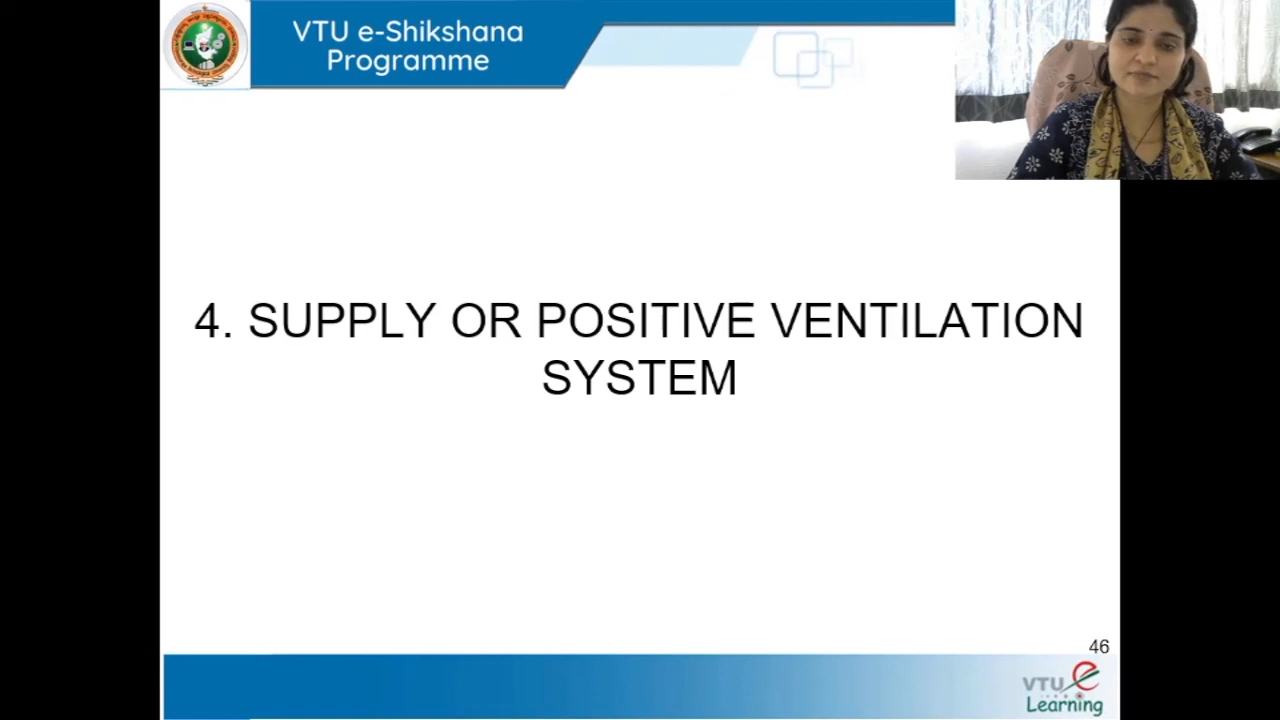 VTU e-Shikshana
Programme
4. SUPPLY OR POSITIVE VENTILATION
SYSTEM
46
VTU e
Learning